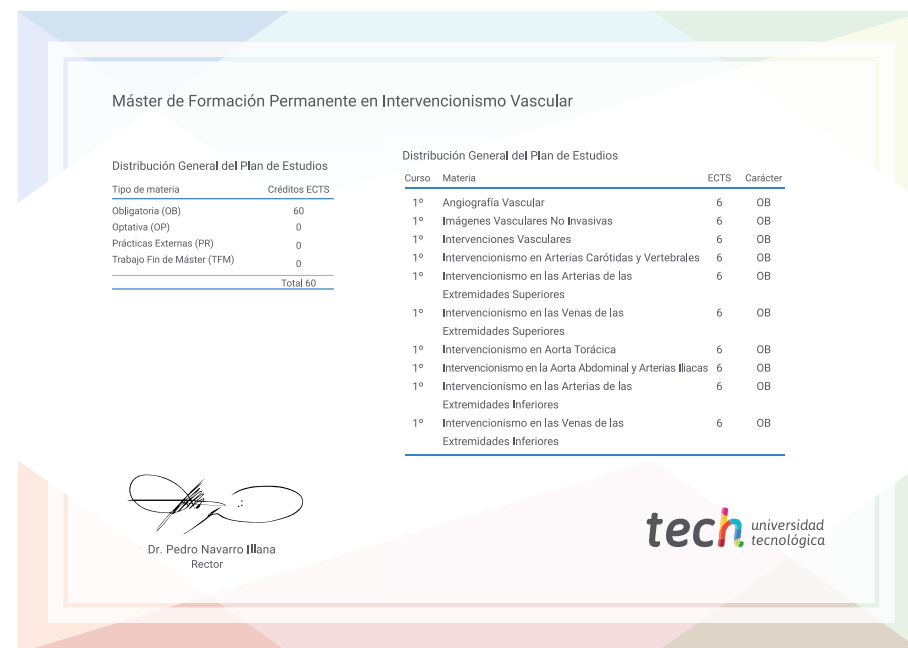 Máster de Formación Permanente en Intervencionismo Vascular
Distribución General del Plan de Estudios
Tipo de materia Créditos ECTS
Obligatoria (OB) 60
Optativa (OP) 0
Prácticas Externas (PR) 0
Trabajo Fin de Máster (TFM) 0
Total 60
Distribución General del Plan de Estudios
Curso Materia ECTS Carácter
1º Angiografía Vascular 6 OB
1º Imágenes Vasculares No Invasivas 6 OB
1º Intervenciones Vasculares 6 OB
1º Intervencionismo en Arterias Carótidas y Vertebrales 6 OB
1º Intervencionismo en las Arterias de las 6 OB
Extremidades Superiores
1º Intervencionismo en las Venas de las 6 OB
Extremidades Superiores
1º Intervencionismo en Aorta Torácica 6 OB
1º Intervencionismo en la Aorta Abdominal y Arterias Iliacas 6 OB
1º Intervencionismo en las Arterias de las 6 OB
Extremidades Inferiores
1º Intervencionismo en las Venas de las 6 OB
Extremidades Inferiores
Dr. Pedro Navarro Illana
Rector
tech universidad
tecnológica